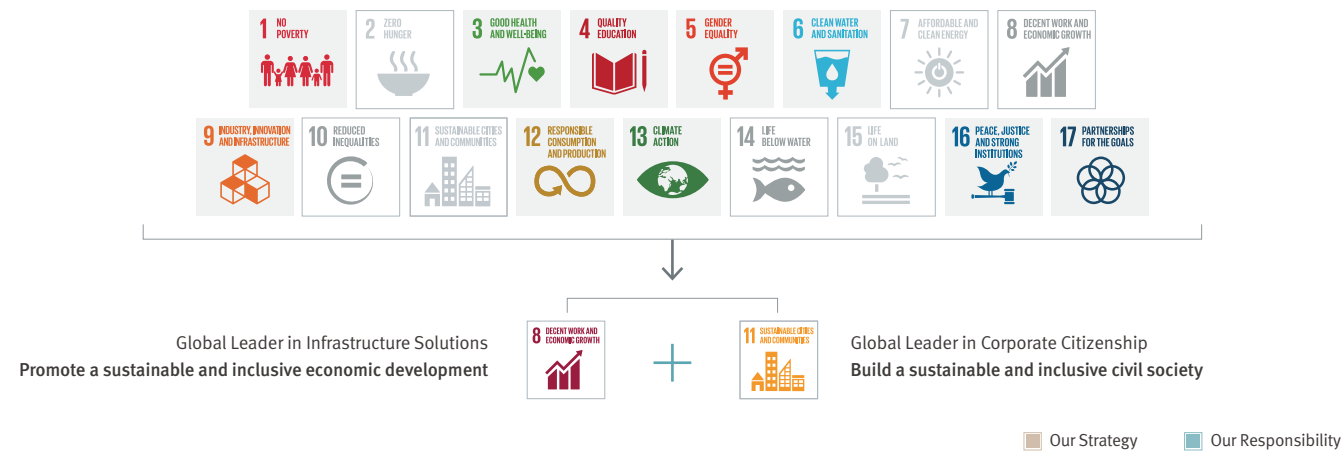 1 NO POVERTY
2 ZERO HUNGER
3 GOOD HEALTH AND WELL-BEING
4 QUALITY EDUCATION
5 GENDER EQUALITY
6 CLEAN WATER AND SANITATION
7 AFFORDABLE AND CLEAN ENERGY
8 DECENT WORK AND ECONOMIC GROWTH
9 INDUSTRY, INNOVATION AND INFRASTRUCTURE
10 REDUCED INEQUALITIES
11 SUSTAINABLE CITIES AND COMMUNITIES
12 RESPONSIBLE CONSUMPTION AND PRODUCTION
13 CLIMATE ACTION
14 LIFE BELOW WATER
15 LIFE ON LAND
16 PEACE, JUSTICE AND STRONG INSTITUTIONS
17 PARTNERSHIPS FOR THE GOALS
Global Leader in Infrastructure Solutions
Promote a sustainable and inclusive economic development
8 DECENT WORK AND ECONOMIC GROWTH
11 SUSTAINABLE CITIES AND COMMUNITIES
Global Leader in Corporate Citizenship
Build a sustainable and inclusive civil society
Our Strategy
Our Responsibility